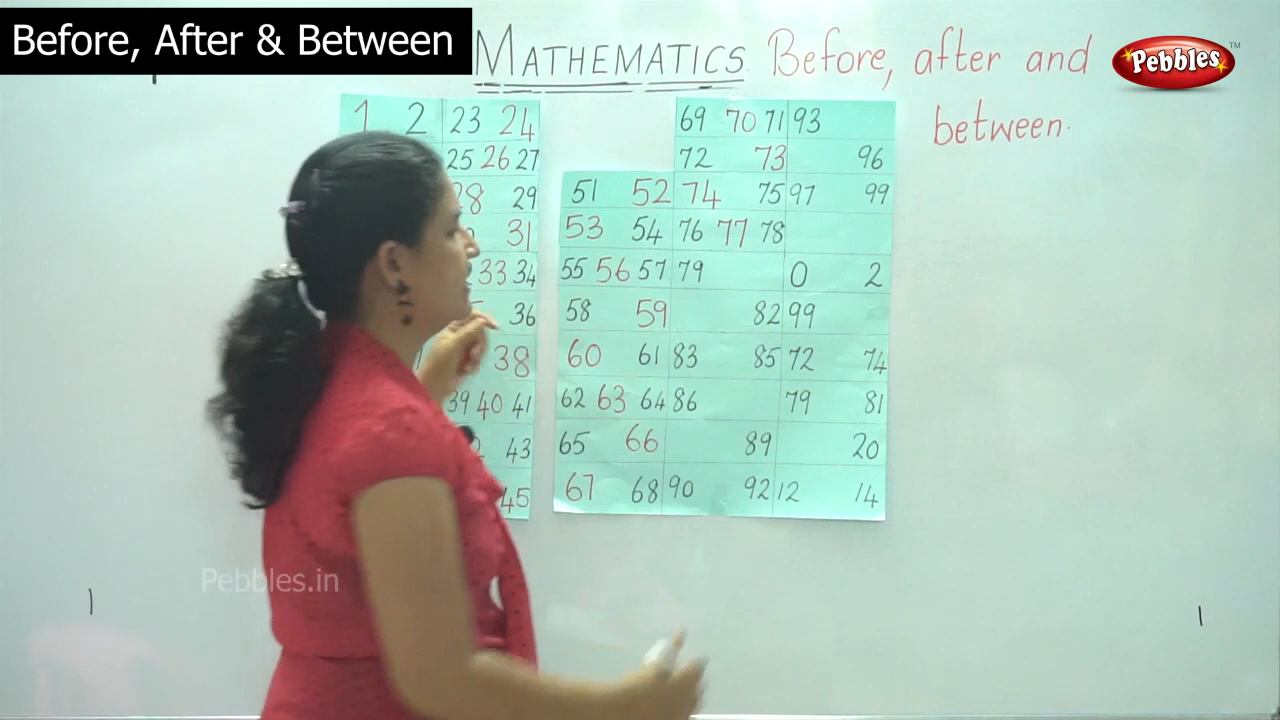 Before, After & Between
MATHEMATICS Before, after and
between.
Pebbles™
1 2 23 24
25 26 27
28 29
31
33 34
36
38
39 40 41
43
45
51 52
53 54
55 56 57
58 59
60 61
62 63 64
65 66
67 68
69 70 71 93
72 73 96
74 75 97 99
76 77 78
79 0 2
82 99
83 85 72 74
86 79 81
89 20
90 92 12 14
Pebbles.in